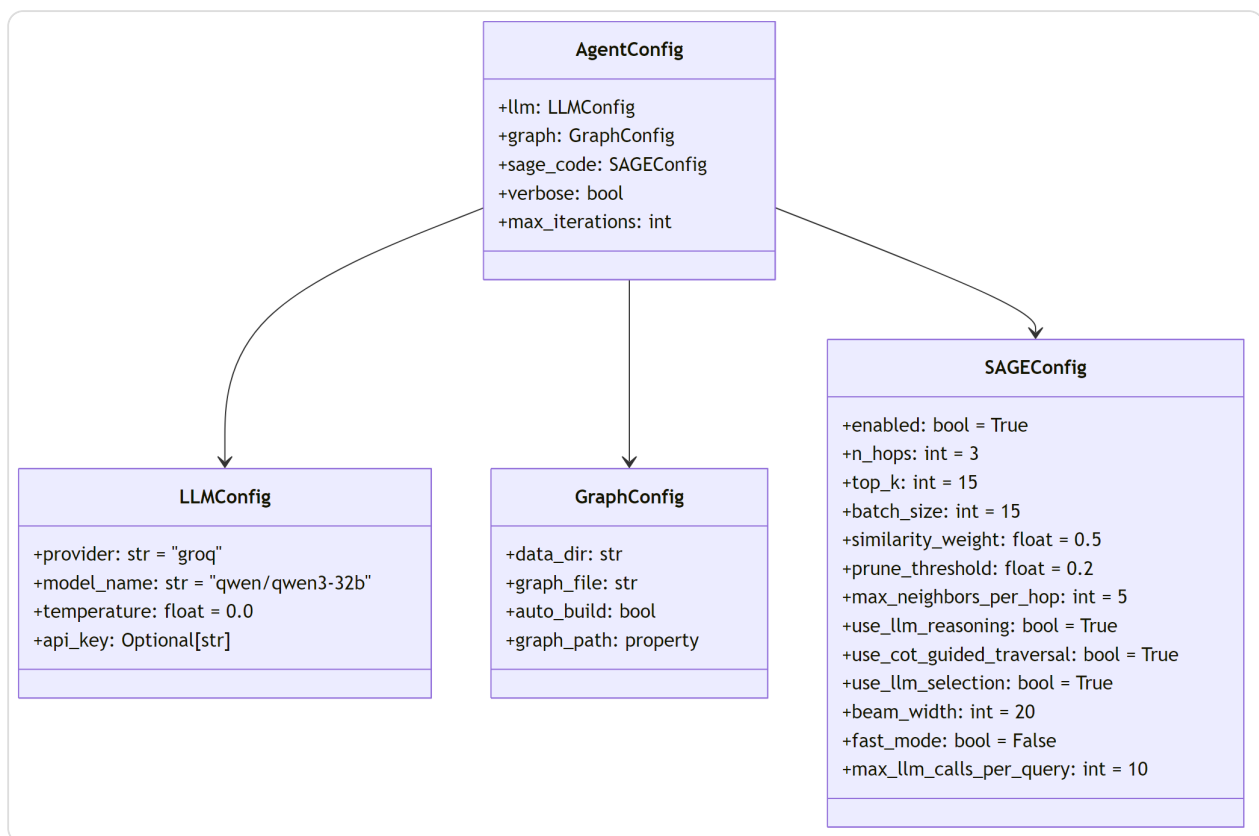 AgentConfig
+llm: LLMConfig
+graph: GraphConfig
+sage_code: SAGEConfig
+verbose: bool
+max_iterations: int
LLMConfig
+provider: str = "groq"
+model_name: str = "qwen/qwen3-32b"
+temperature: float = 0.0
+api_key: Optional[str]
GraphConfig
+data_dir: str
+graph_file: str
+auto_build: bool
+graph_path: property
SAGEConfig
+enabled: bool = True
+n_hops: int = 3
+top_k: int = 15
+batch_size: int = 15
+similarity_weight: float = 0.5
+prune_threshold: float = 0.2
+max_neighbors_per_hop: int = 5
+use_llm_reasoning: bool = True
+use_cot_guided_traversal: bool = True
+use_llm_selection: bool = True
+beam_width: int = 20
+fast_mode: bool = False
+max_llm_calls_per_query: int = 10